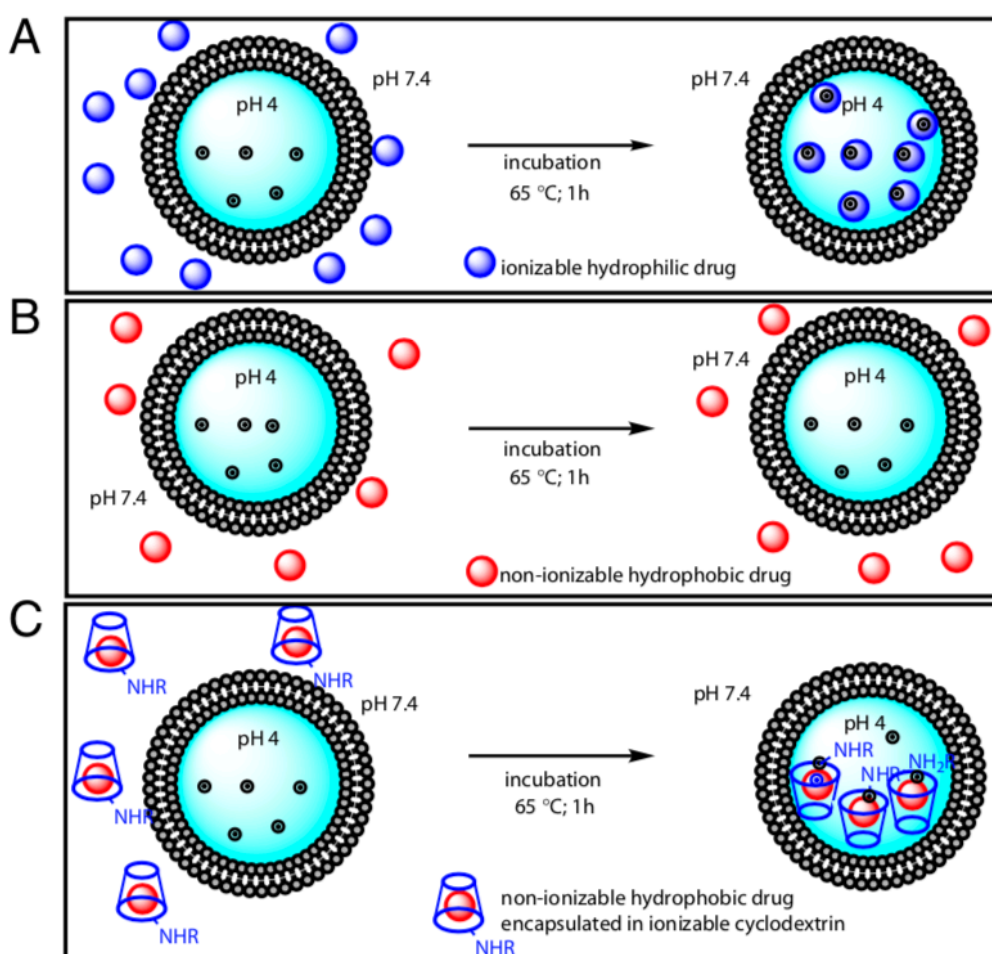 A
pH 7.4
pH 4
incubation
65 °C; 1h
pH 7.4
pH 4
ionizable hydrophilic drug
B
pH 4
pH 7.4
incubation
65 °C; 1h
pH 7.4
pH 4
non-ionizable hydrophobic drug
C
NHR
NHR
pH 7.4
pH 4
NHR
incubation
65 °C; 1h
pH 7.4
pH 4
NHR
NHR
NH₂R
non-ionizable hydrophobic drug
encapsulated in ionizable cyclodextrin
NHR